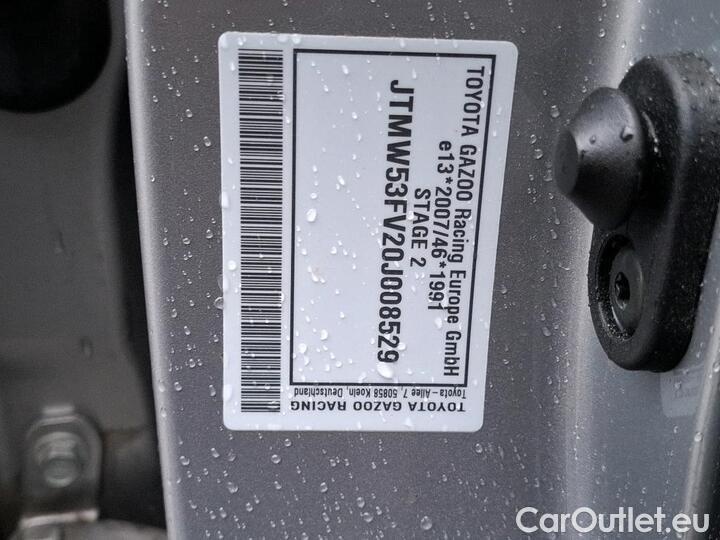 TOYOTA GAZOO Racing Europe GmbH
e13*2007/46*1991
STAGE 2
JTMW53FV20J008529
TOYOTA GAZOO RACING
Toyota-Allee 7, 50858 Koeln, Deutschland
CarOutlet.eu